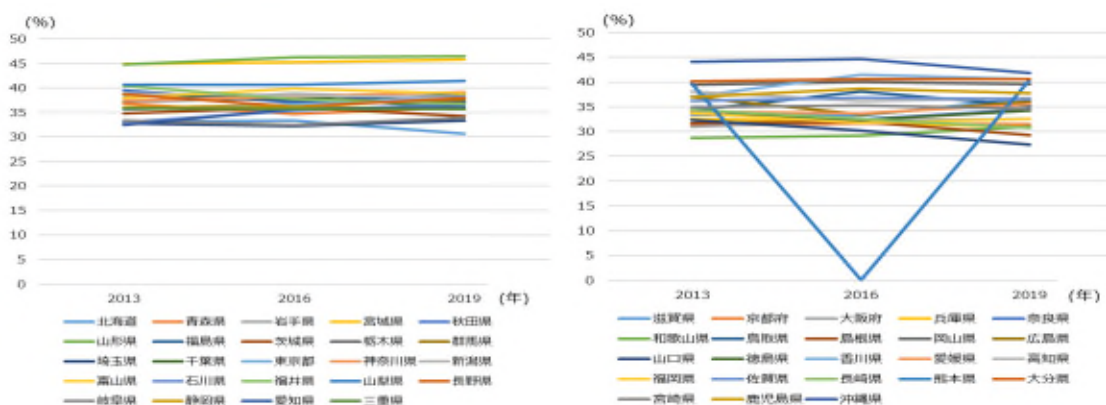 (%)
50
45
40
35
30
25
20
15
10
5
0
2013 2016 2019 (年)
北海道 青森県 岩手県 宮城県 秋田県
山形県 福島県 茨城県 栃木県 群馬県
埼玉県 千葉県 東京都 神奈川県 新潟県
富山県 石川県 福井県 山梨県 長野県
岐阜県 静岡県 愛知県 三重県
(%)
50
45
40
35
30
25
20
15
10
5
0
2013 2016 2019 (年)
滋賀県 京都府 大阪府 兵庫県 奈良県
和歌山県 鳥取県 島根県 岡山県 広島県
山口県 徳島県 香川県 愛媛県 高知県
福岡県 佐賀県 長崎県 熊本県 大分県
宮崎県 鹿児島県 沖縄県